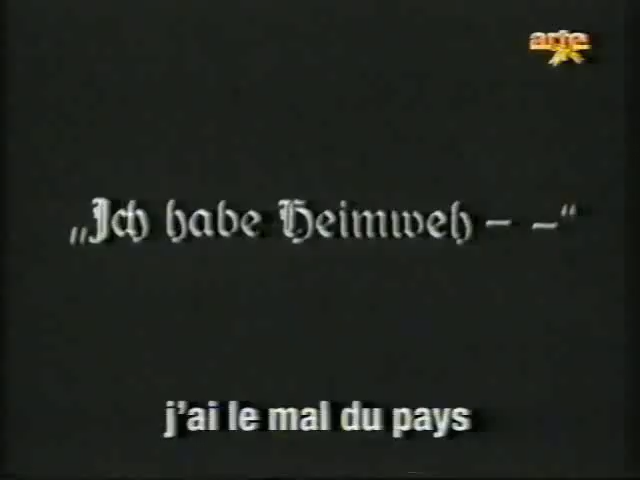 arte
„Ich habe Heimweh – –“
j'ai le mal du pays